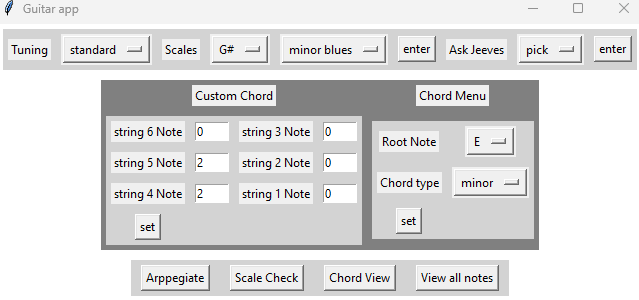 Guitar app
Tuning standard Scales G# minor blues enter Ask Jeeves pick enter
Custom Chord Chord Menu
string 6 Note 0 string 3 Note 0
Root Note E
string 5 Note 2 string 2 Note 0
Chord type minor
string 4 Note 2 string 1 Note 0
set set
Arppegiate Scale Check Chord View View all notes